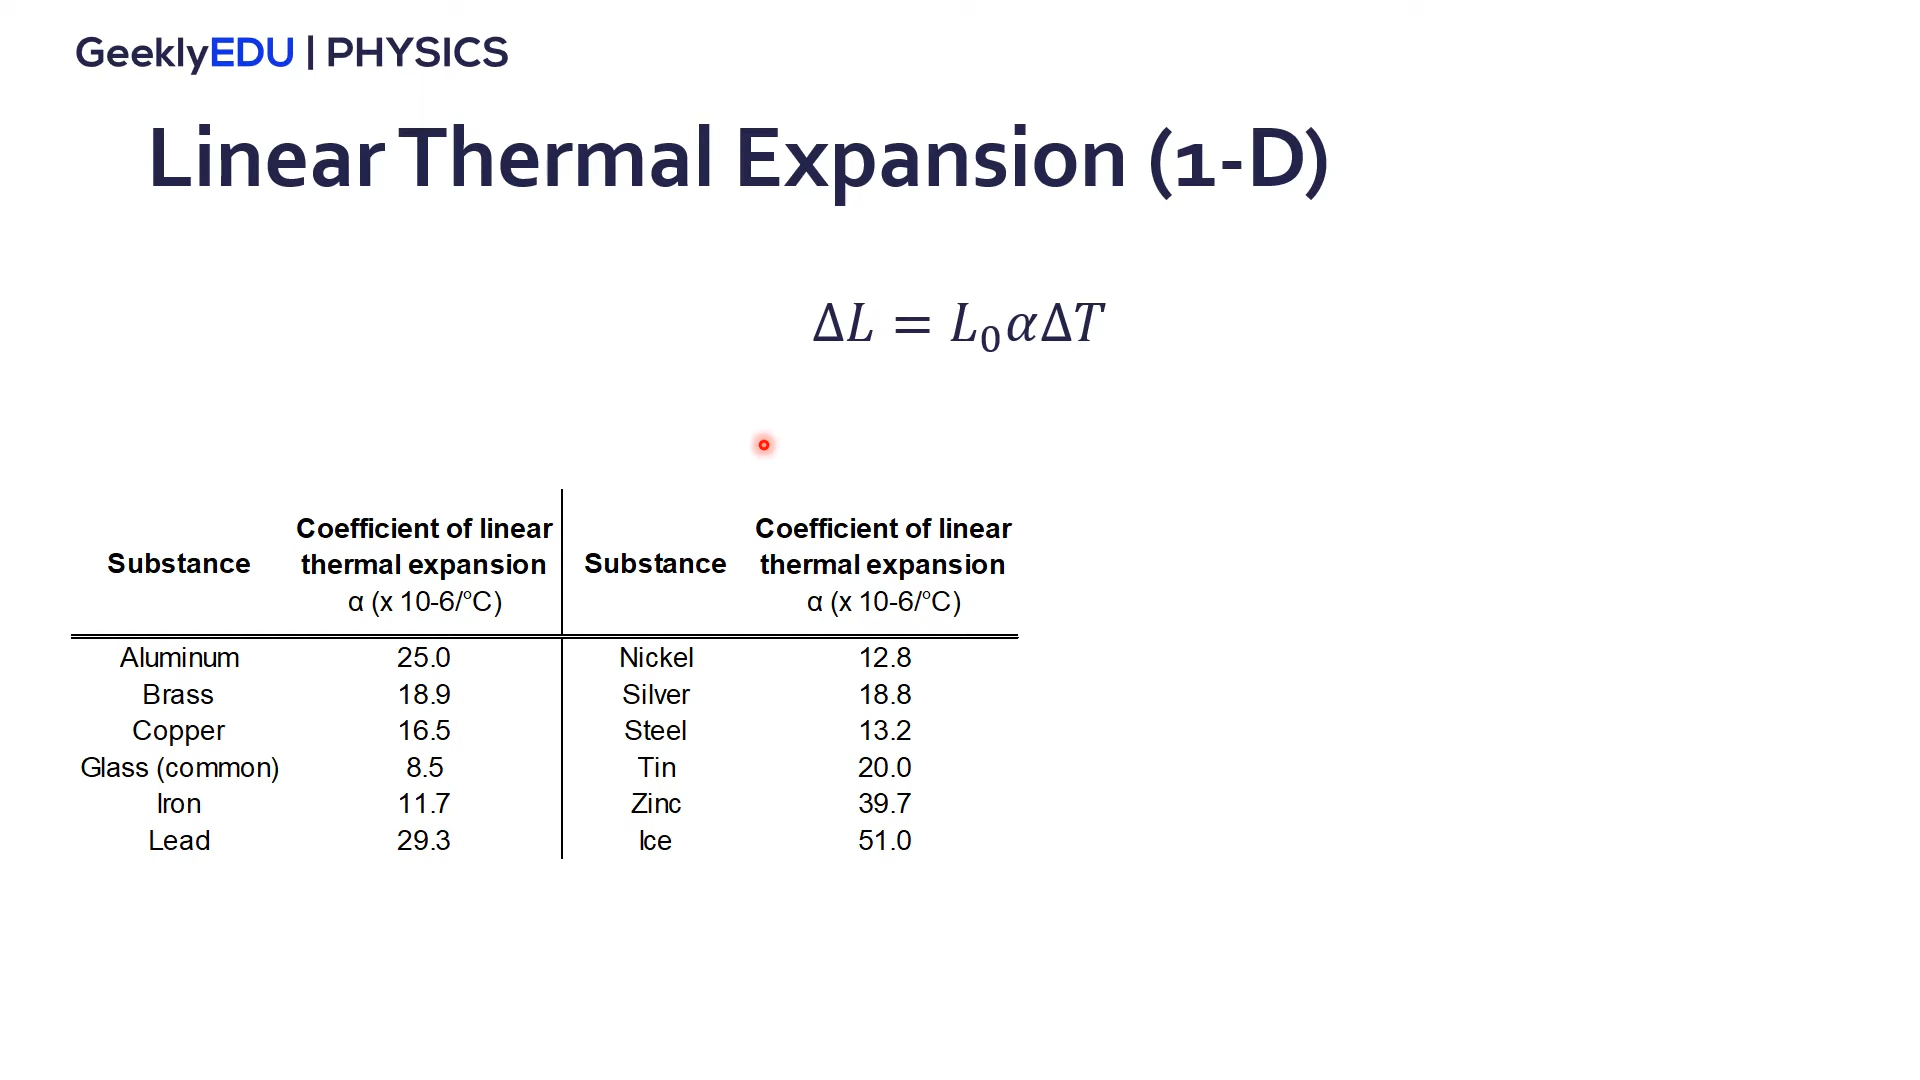 GeeklyEDU | PHYSICS
Linear Thermal Expansion (1-D)
ΔL = L₀αΔT
Substance Coefficient of linear thermal expansion α (x 10-6/°C) Substance Coefficient of linear thermal expansion α (x 10-6/°C)
Aluminum 25.0 Nickel 12.8
Brass 18.9 Silver 18.8
Copper 16.5 Steel 13.2
Glass (common) 8.5 Tin 20.0
Iron 11.7 Zinc 39.7
Lead 29.3 Ice 51.0